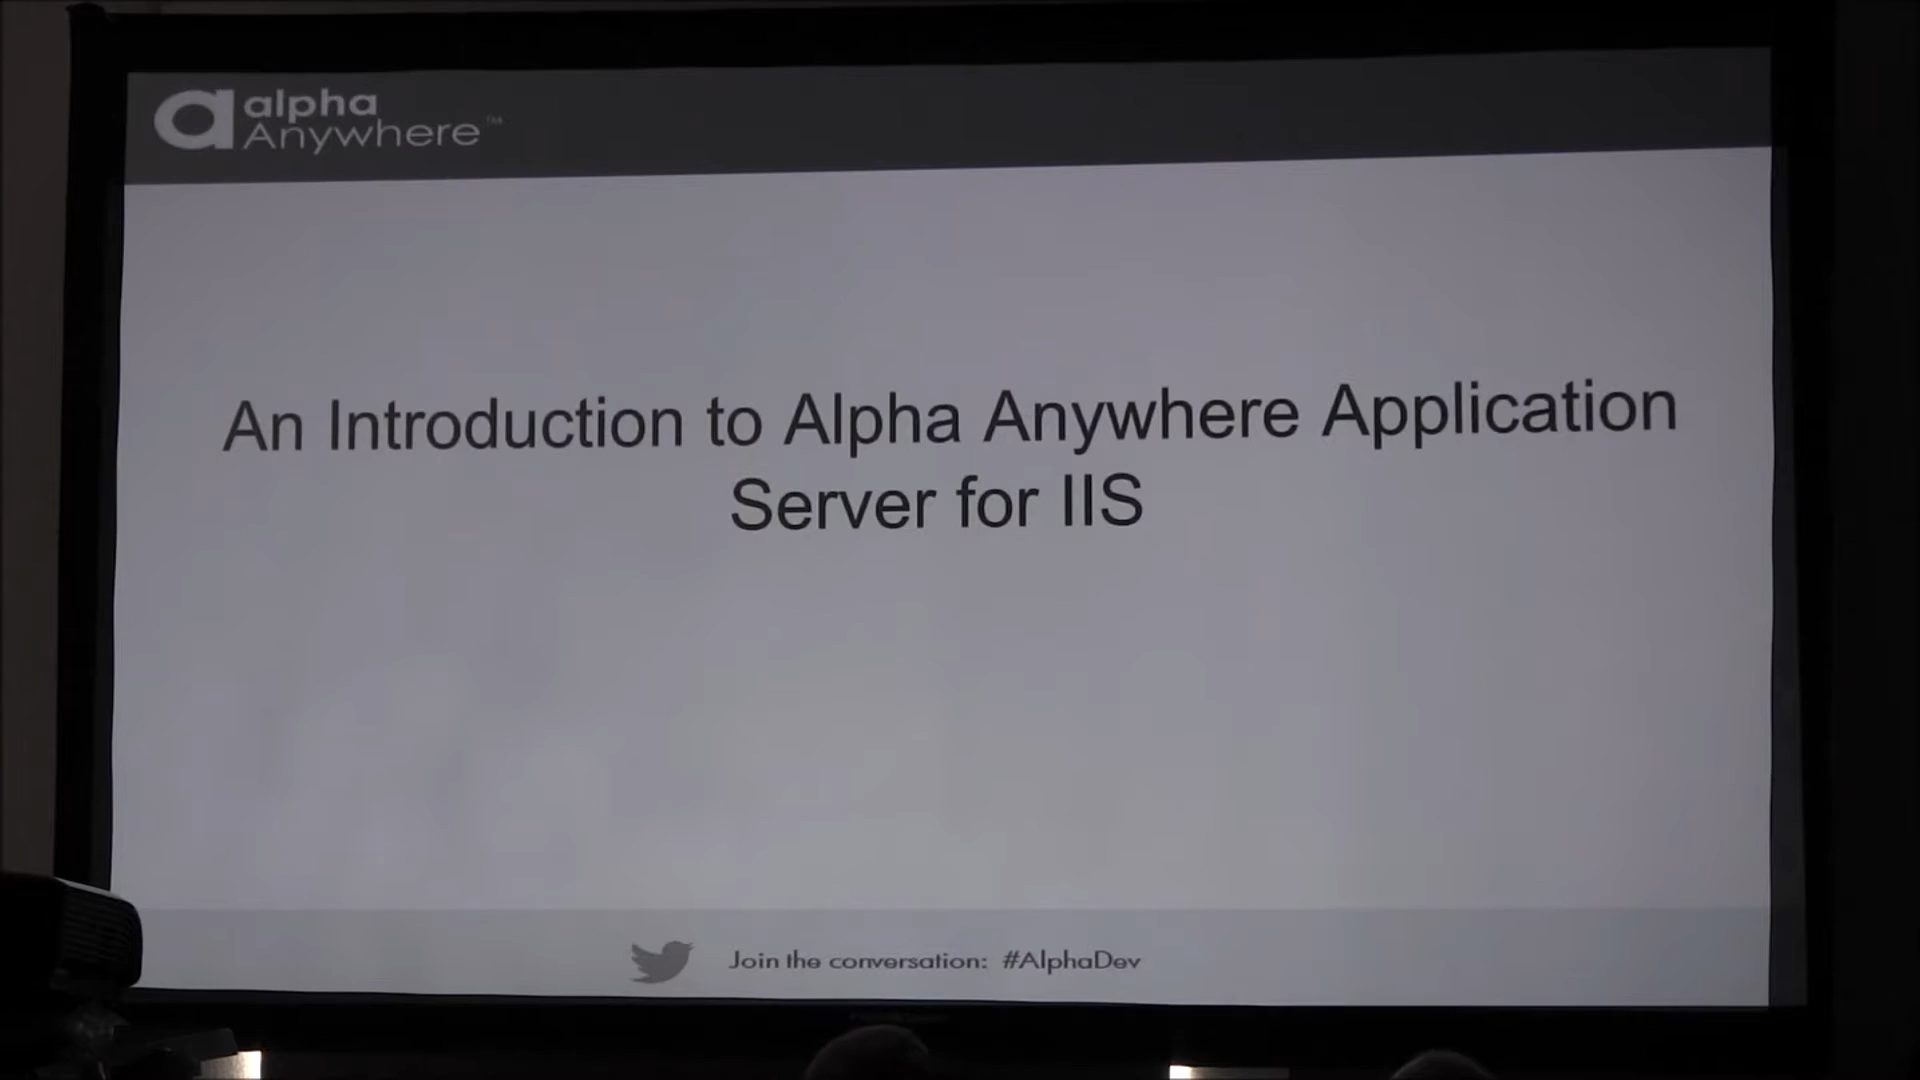 alpha
Anywhere™
An Introduction to Alpha Anywhere Application
Server for IIS
Join the conversation: #AlphaDev